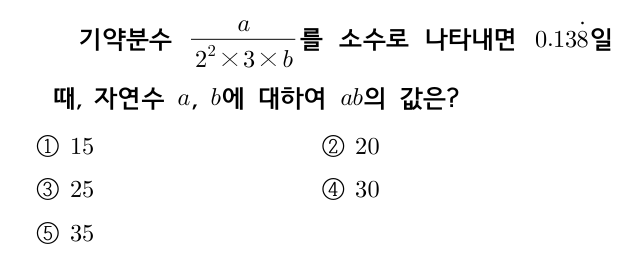 기약분수 $\frac{a}{2^2 \times 3 \times b}$를 소수로 나타내면 $0.13\dot{8}$일
때, 자연수 $a$, $b$에 대하여 $ab$의 값은?
① 15 ② 20
③ 25 ④ 30
⑤ 35